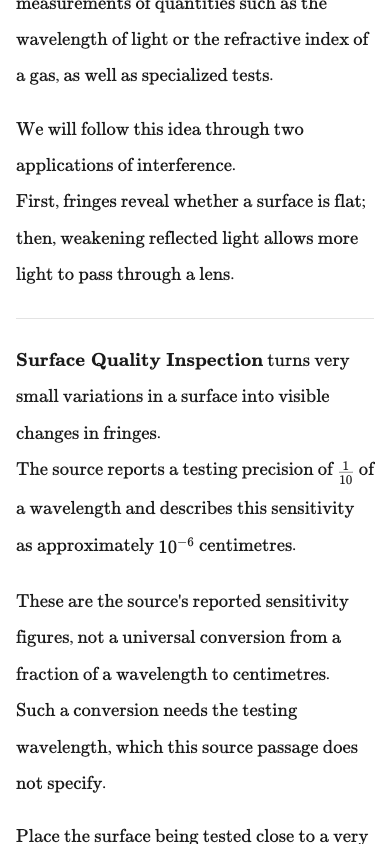 measurements of quantities such as the
wavelength of light or the refractive index of
a gas, as well as specialized tests.
We will follow this idea through two
applications of interference.
First, fringes reveal whether a surface is flat;
then, weakening reflected light allows more
light to pass through a lens.
Surface Quality Inspection turns very
small variations in a surface into visible
changes in fringes.
The source reports a testing precision of 1/10 of
a wavelength and describes this sensitivity
as approximately 10⁻⁶ centimetres.
These are the source's reported sensitivity
figures, not a universal conversion from a
fraction of a wavelength to centimetres.
Such a conversion needs the testing
wavelength, which this source passage does
not specify.
Place the surface being tested close to a very